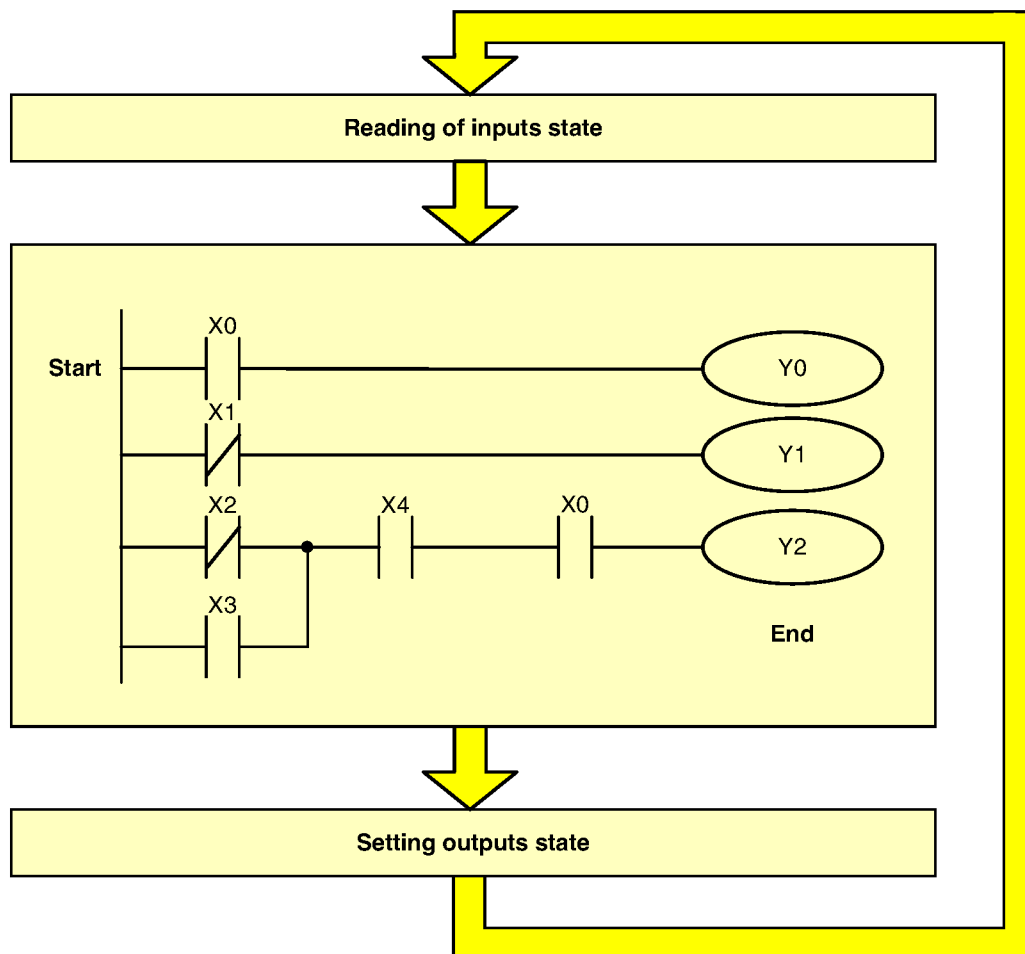 Reading of inputs state
X0
Start
Y0
X1
Y1
X2
X4
X0
Y2
X3
End
Setting outputs state